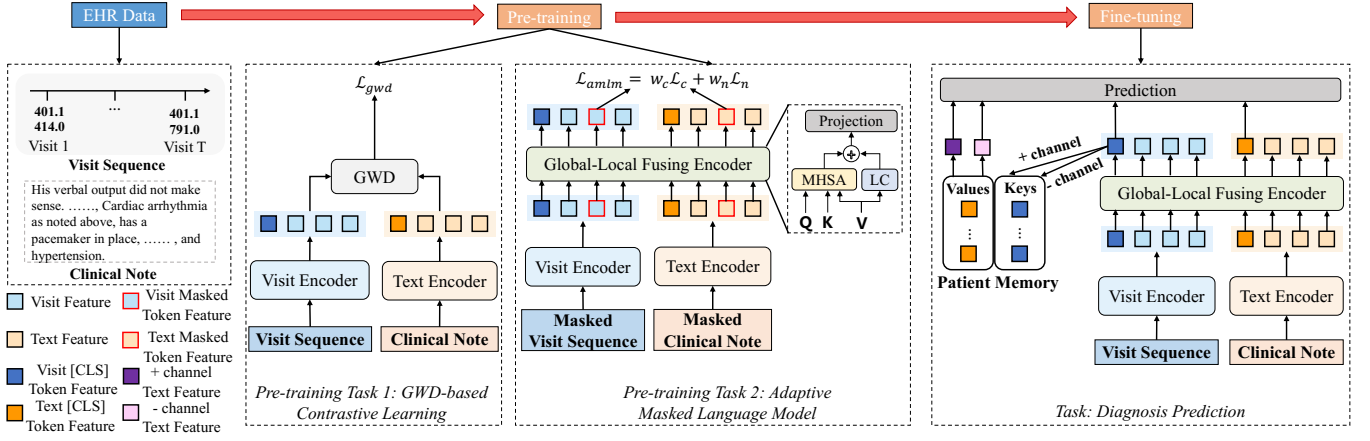 EHR Data
Pre-training
Fine-tuning
401.1
414.0
Visit 1
...
401.1
791.0
Visit T
Visit Sequence
His verbal output did not make
sense. ……, Cardiac arrhythmia
as noted above, has a
pacemaker in place, …… , and
hypertension.
Clinical Note
Visit Feature
Visit Masked
Token Feature
Text Feature
Text Masked
Token Feature
Visit [CLS]
Token Feature
+ channel
Text Feature
Text [CLS]
Token Feature
- channel
Text Feature
ℒgwd
GWD
Visit Encoder
Text Encoder
Visit Sequence
Clinical Note
Pre-training Task 1: GWD-based
Contrastive Learning
ℒamlm = wcℒc + wnℒn
Global-Local Fusing Encoder
Visit Encoder
Text Encoder
Masked
Visit Sequence
Masked
Clinical Note
Pre-training Task 2: Adaptive
Masked Language Model
Projection
+
MHSA
LC
Q K V
Prediction
+ channel
- channel
Values
Keys
⋮ ⋮
Patient Memory
Global-Local Fusing Encoder
Visit Encoder
Text Encoder
Visit Sequence
Clinical Note
Task: Diagnosis Prediction